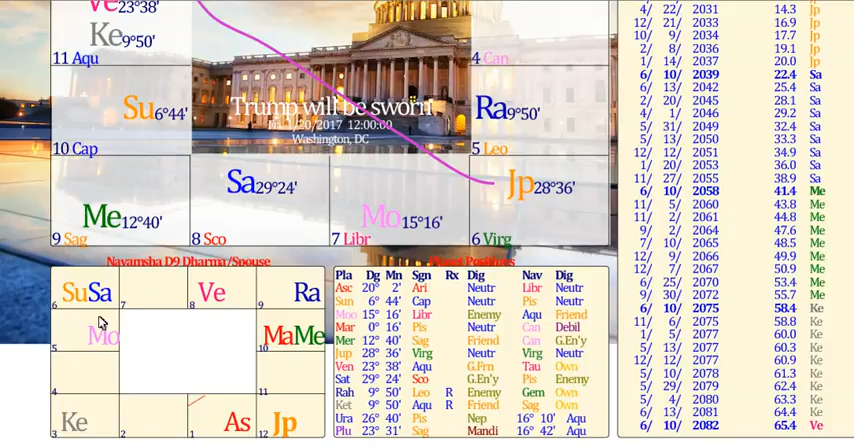 Ve23°38'
Ke9°50'
11 Aqu
4 Can
Su6°44'
Trump will be sworn
1/20/2017 12:00:00
Washington, DC
Ra9°50'
10 Cap
5 Leo
Sa29°24'
Jp28°36'
Me12°40'
Mo15°16'
9 Sag
8 Sco
7 Libr
6 Virg
Navamsha D9 Dharma/Spouse
Planet Positions
SuSa
Ve
Ra
6
7
8
9
Mo
MaMe
5
10
4
11
Ke
As
Jp
3
2
1
12
Pla Dg Mn Sgn Rx Dig Nav Dig
Asc 20° 2' Ari Neutr Libr Neutr
Sun 6° 44' Cap Neutr Pis Neutr
Moo 15° 16' Libr Enemy Aqu Friend
Mar 0° 16' Pis Neutr Can Debil
Mer 12° 40' Sag Friend Can G.En'y
Jup 28° 36' Virg Neutr Virg Neutr
Ven 23° 38' Aqu G.Frn Tau Own
Sat 29° 24' Sco G.En'y Pis Enemy
Rah 9° 50' Leo R Enemy Gem Own
Ket 9° 50' Aqu R Friend Sag Own
Ura 26° 40' Pis Nep 16° 10' Aqu
Plu 23° 31' Sag Mandi 16° 42' Aqu
4/ 22/ 2031 14.3 Jp
12/ 21/ 2033 16.9 Jp
10/ 9/ 2034 17.7 Jp
2/ 8/ 2036 19.1 Jp
1/ 14/ 2037 20.0 Jp
6/ 10/ 2039 22.4 Sa
6/ 13/ 2042 25.4 Sa
2/ 20/ 2045 28.1 Sa
4/ 1/ 2046 29.2 Sa
5/ 31/ 2049 32.4 Sa
5/ 13/ 2050 33.3 Sa
12/ 12/ 2051 34.9 Sa
1/ 20/ 2053 36.0 Sa
11/ 27/ 2055 38.9 Sa
6/ 10/ 2058 41.4 Me
11/ 5/ 2060 43.8 Me
11/ 2/ 2061 44.8 Me
9/ 2/ 2064 47.6 Me
7/ 10/ 2065 48.5 Me
12/ 9/ 2066 49.9 Me
12/ 7/ 2067 50.9 Me
6/ 25/ 2070 53.4 Me
9/ 30/ 2072 55.7 Me
6/ 10/ 2075 58.4 Ke
11/ 6/ 2075 58.8 Ke
1/ 5/ 2077 60.0 Ke
5/ 13/ 2077 60.3 Ke
12/ 12/ 2077 60.9 Ke
5/ 10/ 2078 61.3 Ke
5/ 29/ 2079 62.4 Ke
5/ 4/ 2080 63.3 Ke
6/ 13/ 2081 64.4 Ke
6/ 10/ 2082 65.4 Ve